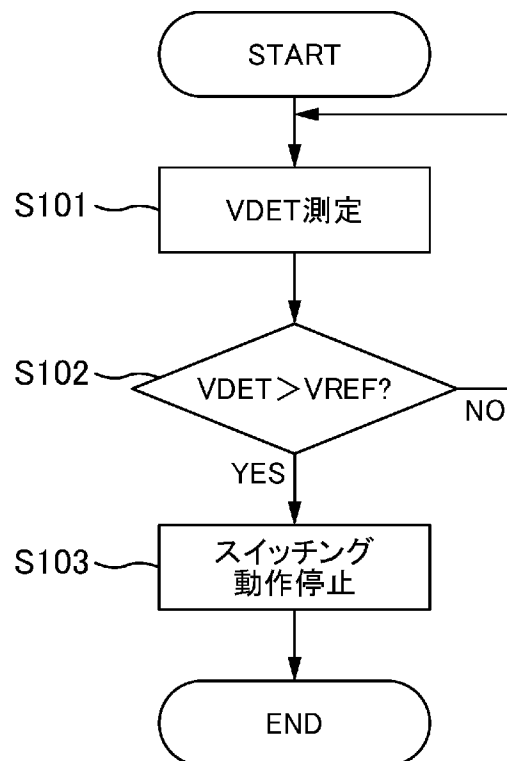 START
S101
VDET測定
S102
VDET＞VREF?
NO
YES
S103
スイッチング
動作停止
END